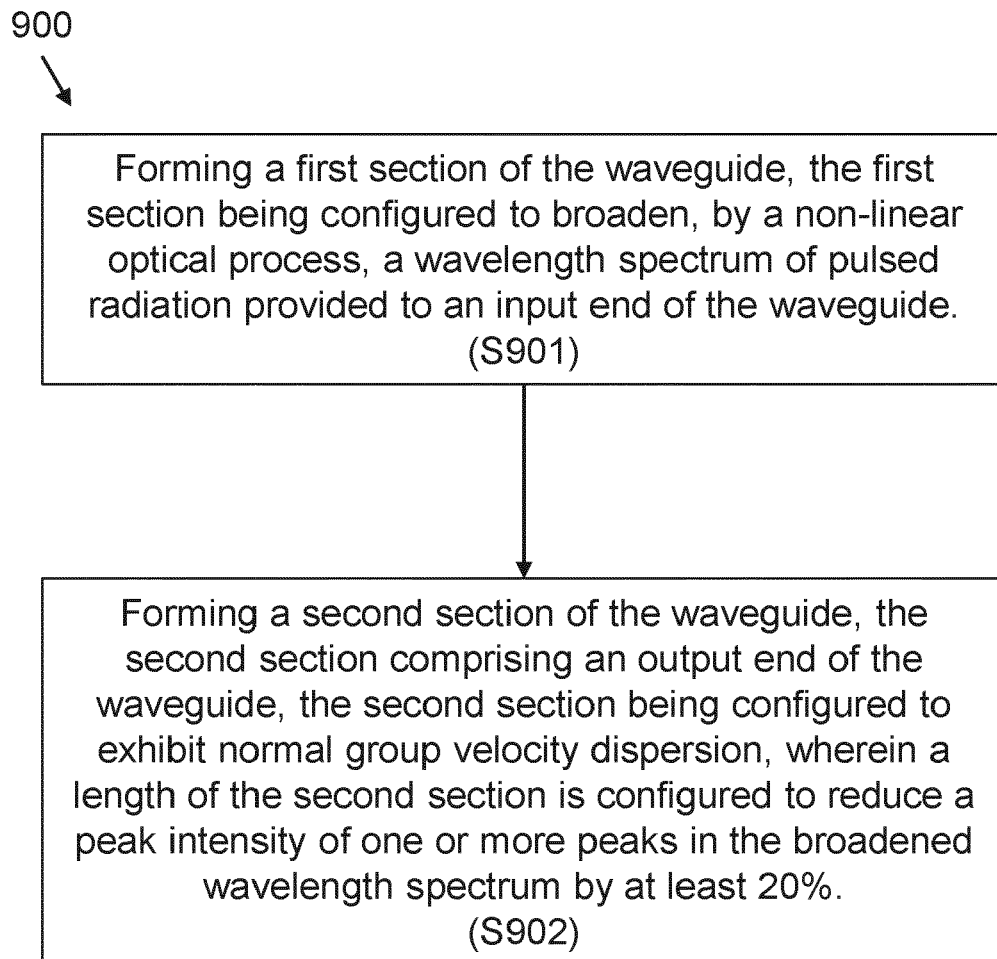 900
Forming a first section of the waveguide, the first
section being configured to broaden, by a non-linear
optical process, a wavelength spectrum of pulsed
radiation provided to an input end of the waveguide.
(S901)
Forming a second section of the waveguide, the
second section comprising an output end of the
waveguide, the second section being configured to
exhibit normal group velocity dispersion, wherein a
length of the second section is configured to reduce a
peak intensity of one or more peaks in the broadened
wavelength spectrum by at least 20%.
(S902)